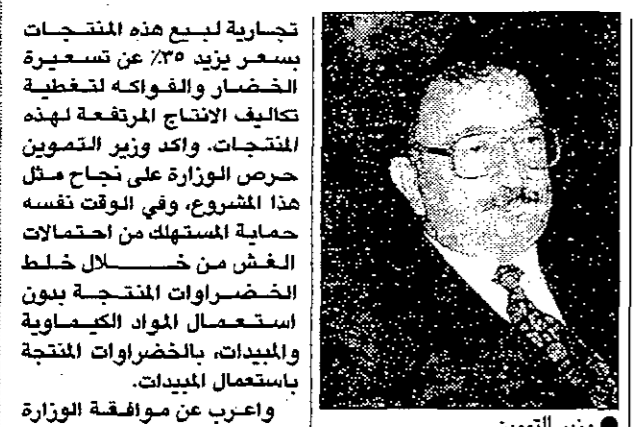 تجارية لبيع هذه المنتجات
بسعر يزيد ٣٥٪ عن تسعيرة
الخضار والفواكه لتغطية
تكاليف الانتاج المرتفعة لهذه
المنتجات. واكد وزير التموين
حرص الوزارة على نجاح مثل
هذا المشروع، وفي الوقت نفسه
حماية المستهلك من احتمالات
الغش من خلال خلط
الخضراوات المنتجة بدون
استعمال المواد الكيماوية
والمبيدات، بالخضراوات المنتجة
باستعمال المبيدات.
واعرب عن موافقة الوزارة
● وزير التموين